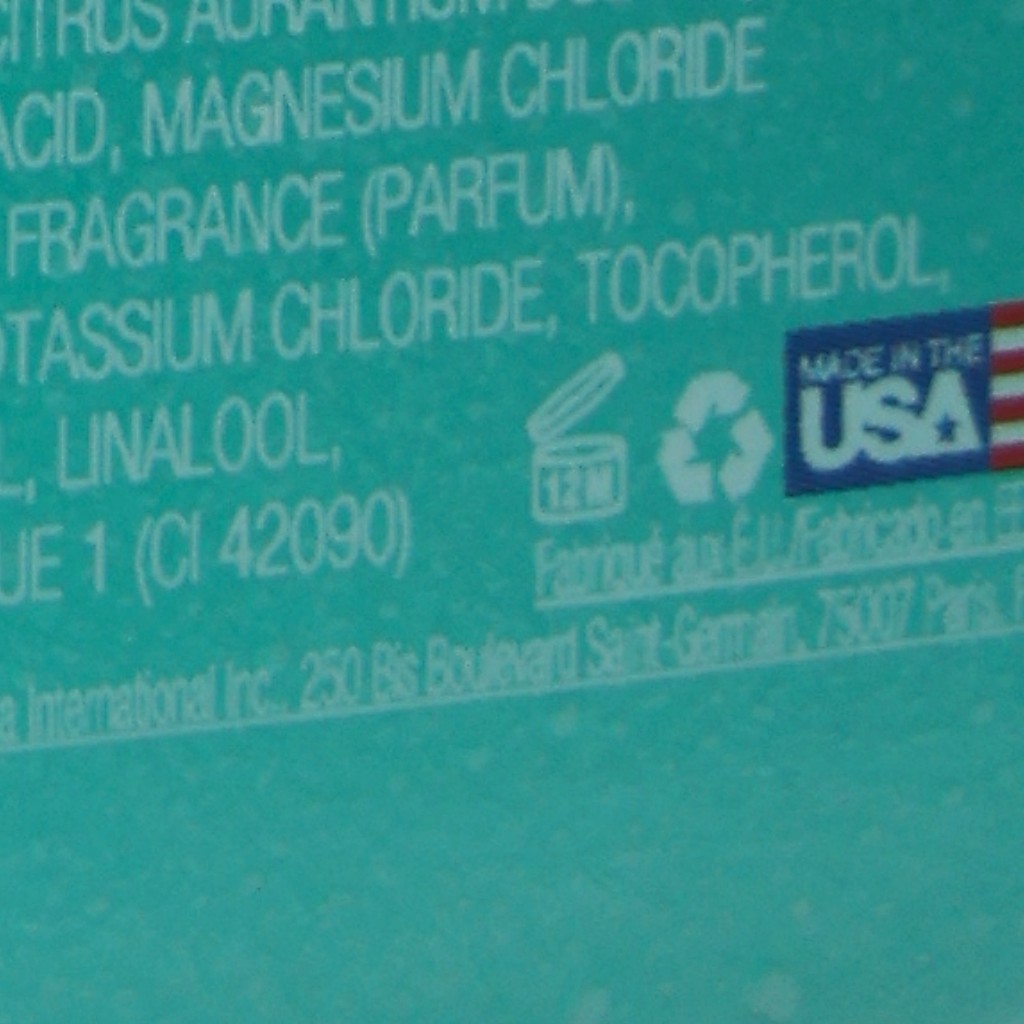 CITRUS AURANTIUM
ACID, MAGNESIUM CHLORIDE
FRAGRANCE (PARFUM),
OTASSIUM CHLORIDE, TOCOPHEROL,
L, LINALOOL,
UE 1 (CI 42090)
12M
MADE IN THE
USA
Fabriqué aux É.U./Fabricado en EE
a International Inc., 250 Bis Boulevard Saint-Germain, 75007 Paris, F